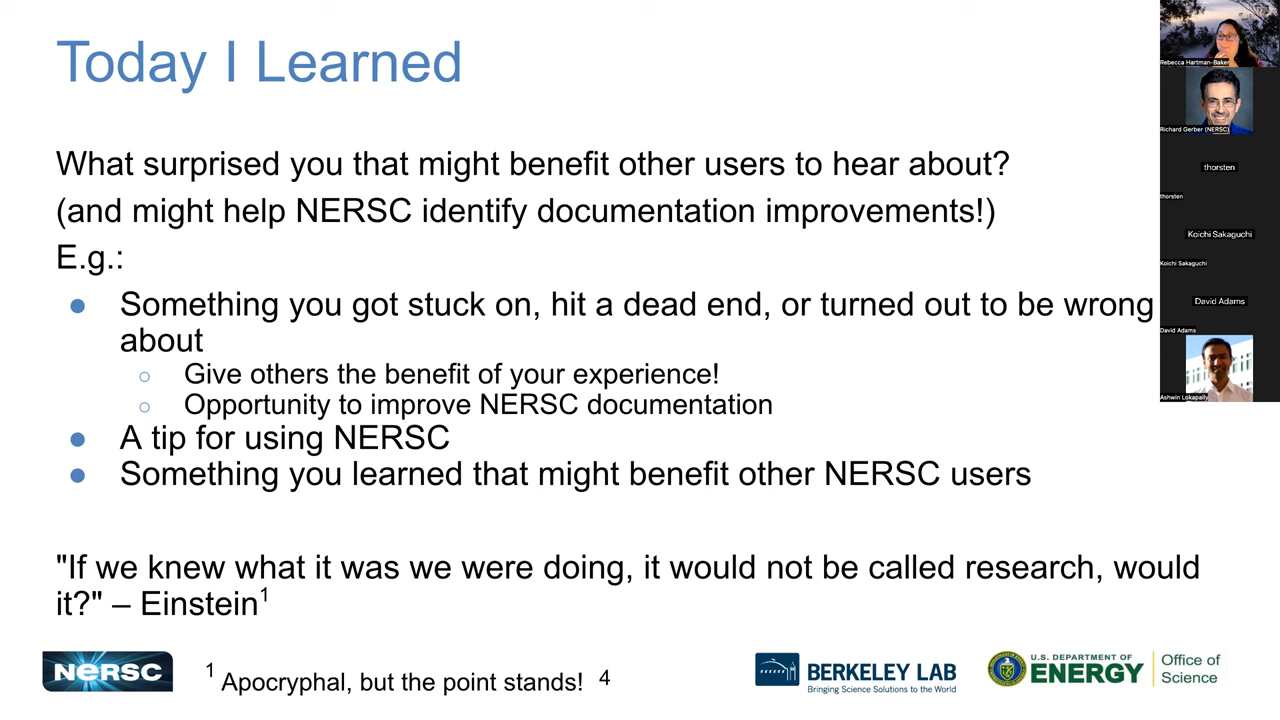 Today I Learned
What surprised you that might benefit other users to hear about?
(and might help NERSC identify documentation improvements!)
E.g.:
● Something you got stuck on, hit a dead end, or turned out to be wrong
about
○ Give others the benefit of your experience!
○ Opportunity to improve NERSC documentation
● A tip for using NERSC
● Something you learned that might benefit other NERSC users
"If we knew what it was we were doing, it would not be called research, would
it?" – Einstein¹
NERSC
¹ Apocryphal, but the point stands!
4
BERKELEY LAB
Bringing Science Solutions to the World
U.S. DEPARTMENT OF
ENERGY
Office of
Science
Rebecca Hartman-Baker
Richard Gerber (NERSC)
thorsten
thorsten
Koichi Sakaguchi
Koichi Sakaguchi
David Adams
David Adams
Ashwin Lokapally